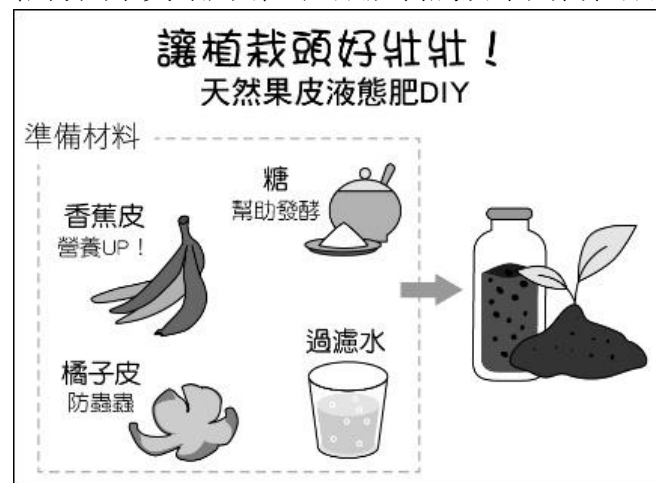 讓植栽頭好壯壯！
天然果皮液態肥DIY
準備材料
香蕉皮
營養UP！
糖
幫助發酵
橘子皮
防蟲蟲
過濾水